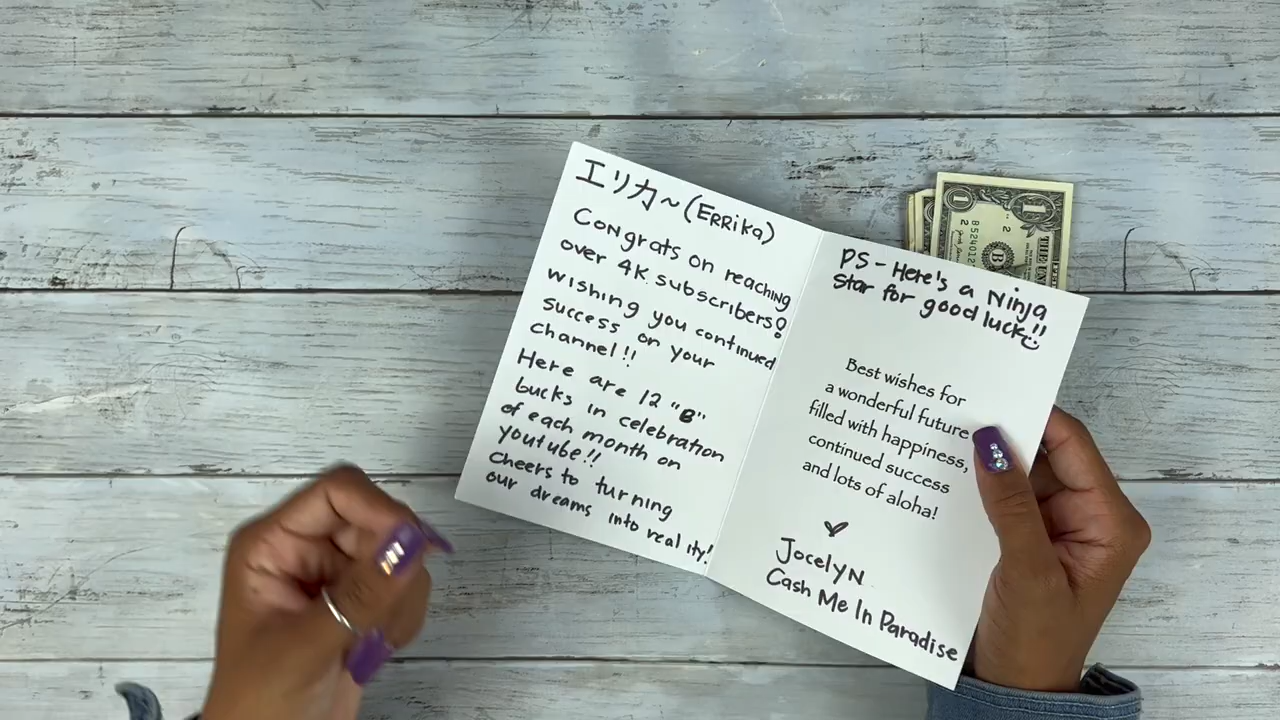 エリカ~(ERRika)
Congrats on reaching
over 4K subscribers!
wishing you continued
success on your
channel!!
Here are 12 "B"
bucks in celebration
of each month on
youtube!!
Cheers to turning
our dreams into reality!
PS - Here's a Ninja
Star for good luck!!
Best wishes for
a wonderful future
filled with happiness,
continued success
and lots of aloha!
Jocelyn
Cash Me In Paradise
1
1
2
B